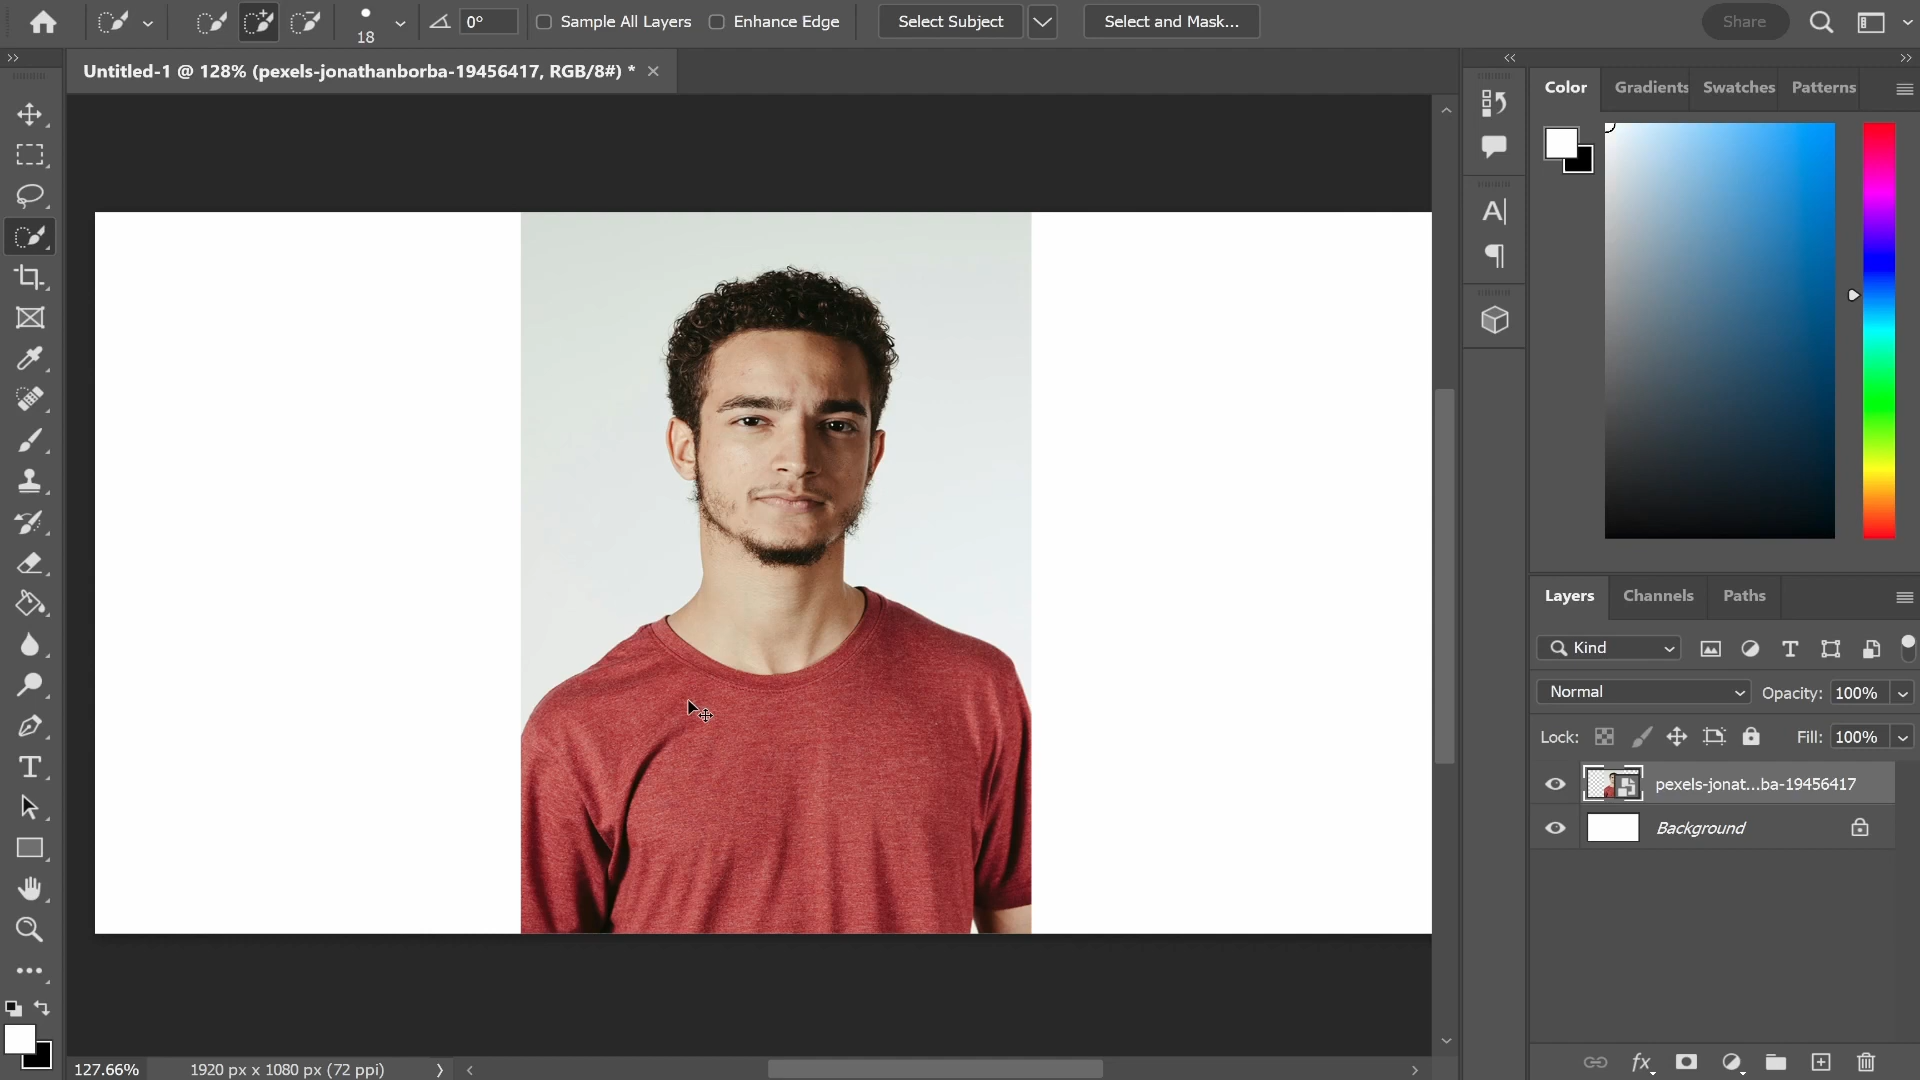 18
0°
Sample All Layers
Enhance Edge
Select Subject
Select and Mask...
Share
Untitled-1 @ 128% (pexels-jonathanborba-19456417, RGB/8#) *
Color
Gradients
Swatches
Patterns
Layers
Channels
Paths
Kind
Normal
Opacity: 100%
Lock:
Fill: 100%
pexels-jonat...ba-19456417
Background
127.66%
1920 px x 1080 px (72 ppi)